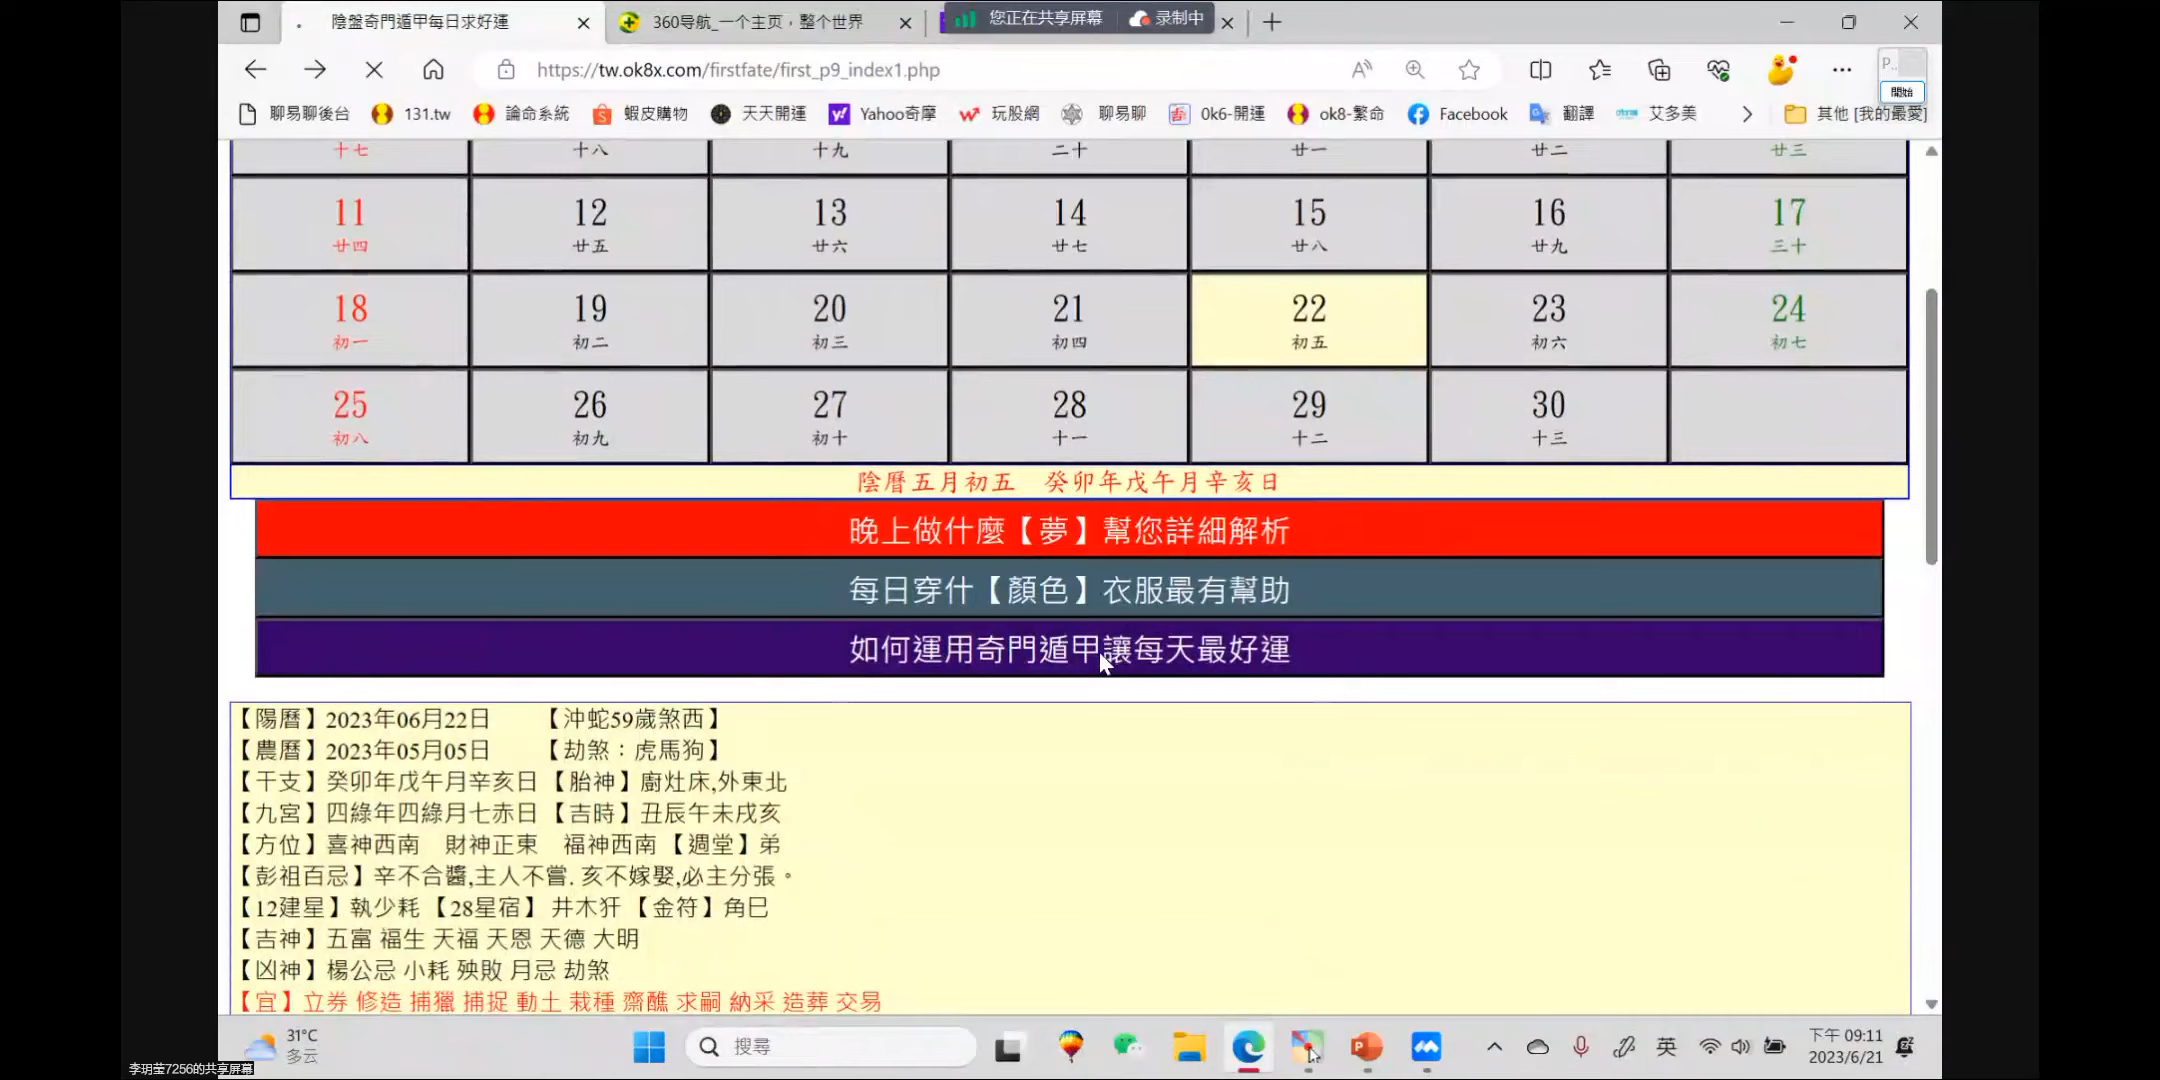 陰盤奇門遁甲每日求好運
360导航_一个主页，整个世界
您正在共享屏幕
录制中
https://tw.ok8x.com/firstfate/first_p9_index1.php
P..
開始
聊易聊後台
131.tw
論命系統
蝦皮購物
天天開運
Yahoo奇摩
玩股網
聊易聊
0k6-開運
ok8-繁命
Facebook
翻譯
艾多美
其他 [我的最愛]
十七 十八 十九 二十 廿一 廿二 廿三
11 12 13 14 15 16 17
廿四 廿五 廿六 廿七 廿八 廿九 三十
18 19 20 21 22 23 24
初一 初二 初三 初四 初五 初六 初七
25 26 27 28 29 30
初八 初九 初十 十一 十二 十三
陰曆五月初五 癸卯年戊午月辛亥日
晚上做什麼【夢】幫您詳細解析
每日穿什【顏色】衣服最有幫助
如何運用奇門遁甲讓每天最好運
【陽曆】2023年06月22日 【沖蛇59歲煞西】
【農曆】2023年05月05日 【劫煞：虎馬狗】
【干支】癸卯年戊午月辛亥日 【胎神】廚灶床,外東北
【九宮】四綠年四綠月七赤日 【吉時】丑辰午未戌亥
【方位】喜神西南 財神正東 福神西南 【週堂】弟
【彭祖百忌】辛不合醬,主人不嘗. 亥不嫁娶,必主分張。
【12建星】執少耗 【28星宿】 井木犴 【金符】角巳
【吉神】五富 福生 天福 天恩 天德 大明
【凶神】楊公忌 小耗 殃敗 月忌 劫煞
【宜】立券 修造 捕獵 捕捉 動土 栽種 齋醮 求嗣 納采 造葬 交易
31°C
多云
搜尋
英
下午 09:11
2023/6/21
李玥莹7256的共享屏幕